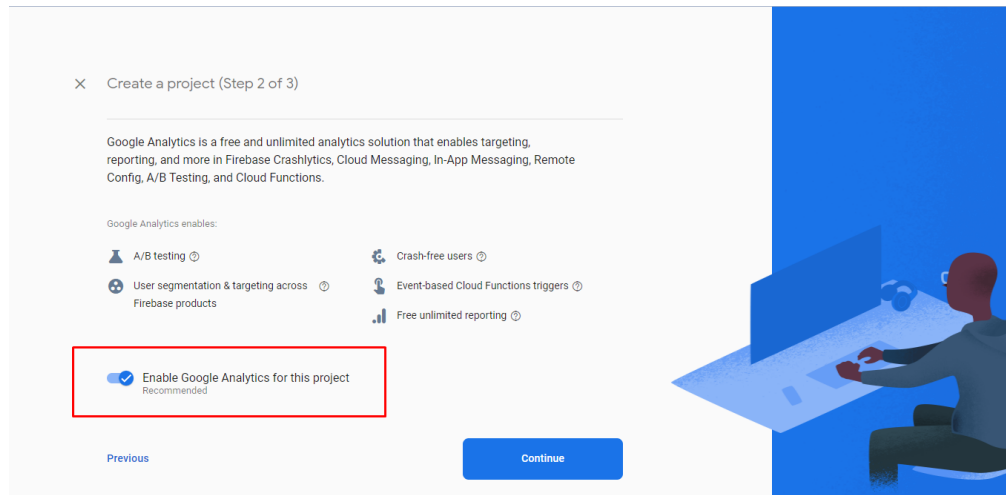 Create a project (Step 2 of 3)
Google Analytics is a free and unlimited analytics solution that enables targeting,
reporting, and more in Firebase Crashlytics, Cloud Messaging, In-App Messaging, Remote
Config, A/B Testing, and Cloud Functions.
Google Analytics enables:
A/B testing
Crash-free users
User segmentation & targeting across
Firebase products
Event-based Cloud Functions triggers
Free unlimited reporting
Enable Google Analytics for this project
Recommended
Previous
Continue